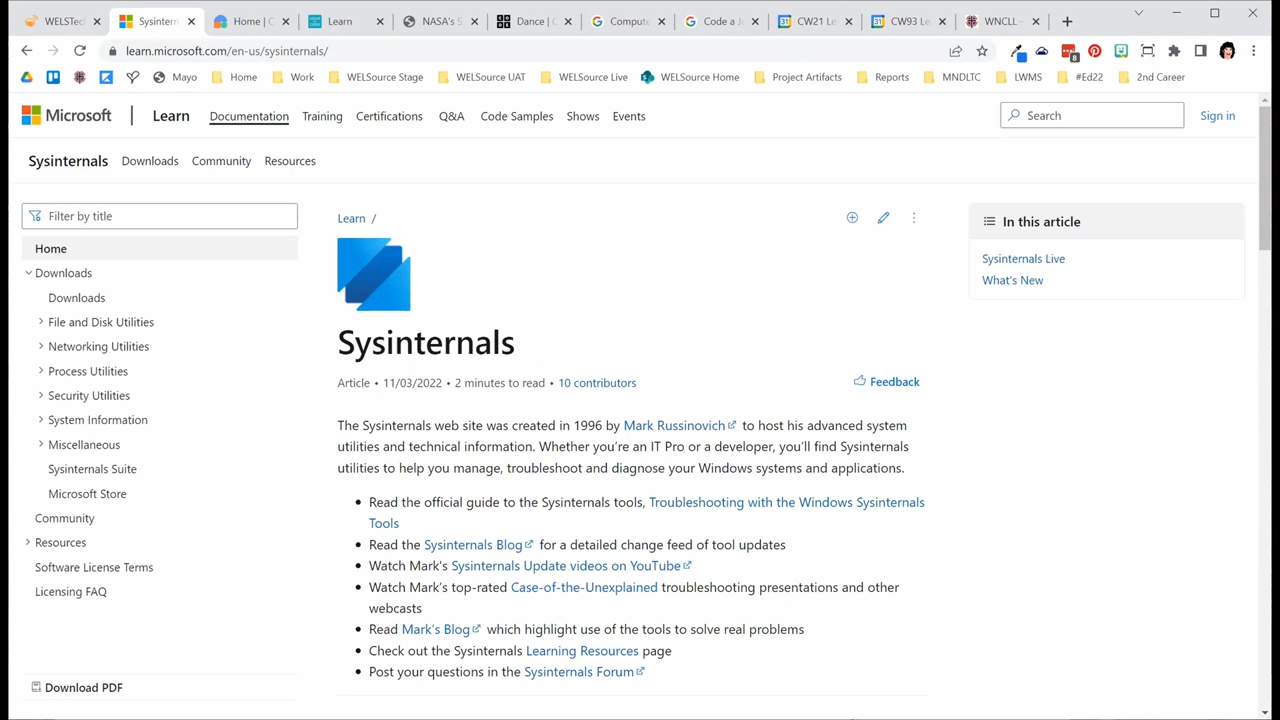 WELSTec
Sysintern
Home | C
Learn
NASA's S
Dance | C
Compute
Code a J
CW21 Le
CW93 Le
WNCLL –
learn.microsoft.com/en-us/sysinternals/
8
Mayo
Home
Work
WELSource Stage
WELSource UAT
WELSource Live
WELSource Home
Project Artifacts
Reports
MNDLTC
LWMS
#Ed22
2nd Career
Microsoft
Learn
Documentation
Training
Certifications
Q&A
Code Samples
Shows
Events
Search
Sign in
Sysinternals
Downloads
Community
Resources
Filter by title
Home
Downloads
Downloads
File and Disk Utilities
Networking Utilities
Process Utilities
Security Utilities
System Information
Miscellaneous
Sysinternals Suite
Microsoft Store
Community
Resources
Software License Terms
Licensing FAQ
Download PDF
Learn /
Sysinternals
Article • 11/03/2022 • 2 minutes to read • 10 contributors
Feedback
The Sysinternals web site was created in 1996 by Mark Russinovich to host his advanced system
utilities and technical information. Whether you're an IT Pro or a developer, you'll find Sysinternals
utilities to help you manage, troubleshoot and diagnose your Windows systems and applications.
• Read the official guide to the Sysinternals tools, Troubleshooting with the Windows Sysinternals
Tools
• Read the Sysinternals Blog for a detailed change feed of tool updates
• Watch Mark's Sysinternals Update videos on YouTube
• Watch Mark's top-rated Case-of-the-Unexplained troubleshooting presentations and other
webcasts
• Read Mark's Blog which highlight use of the tools to solve real problems
• Check out the Sysinternals Learning Resources page
• Post your questions in the Sysinternals Forum
In this article
Sysinternals Live
What's New